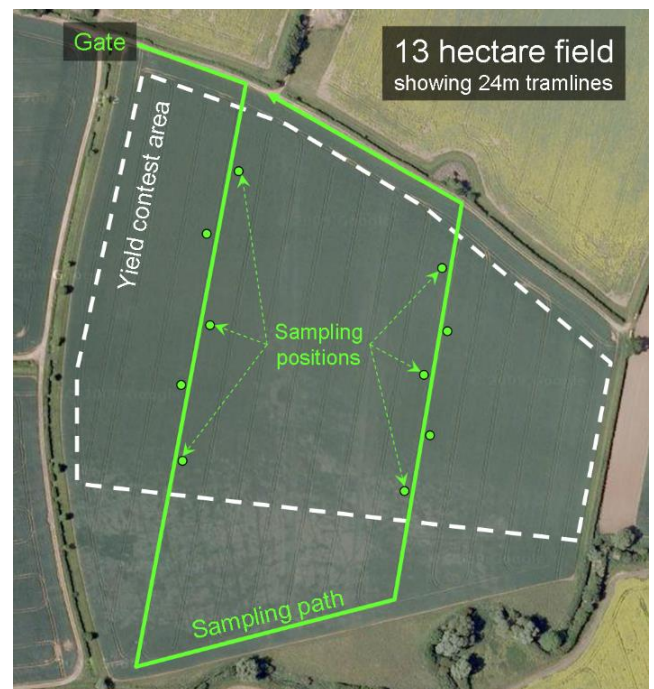 Gate
13 hectare field
showing 24m tramlines
Yield contest area
Sampling
positions
Sampling path